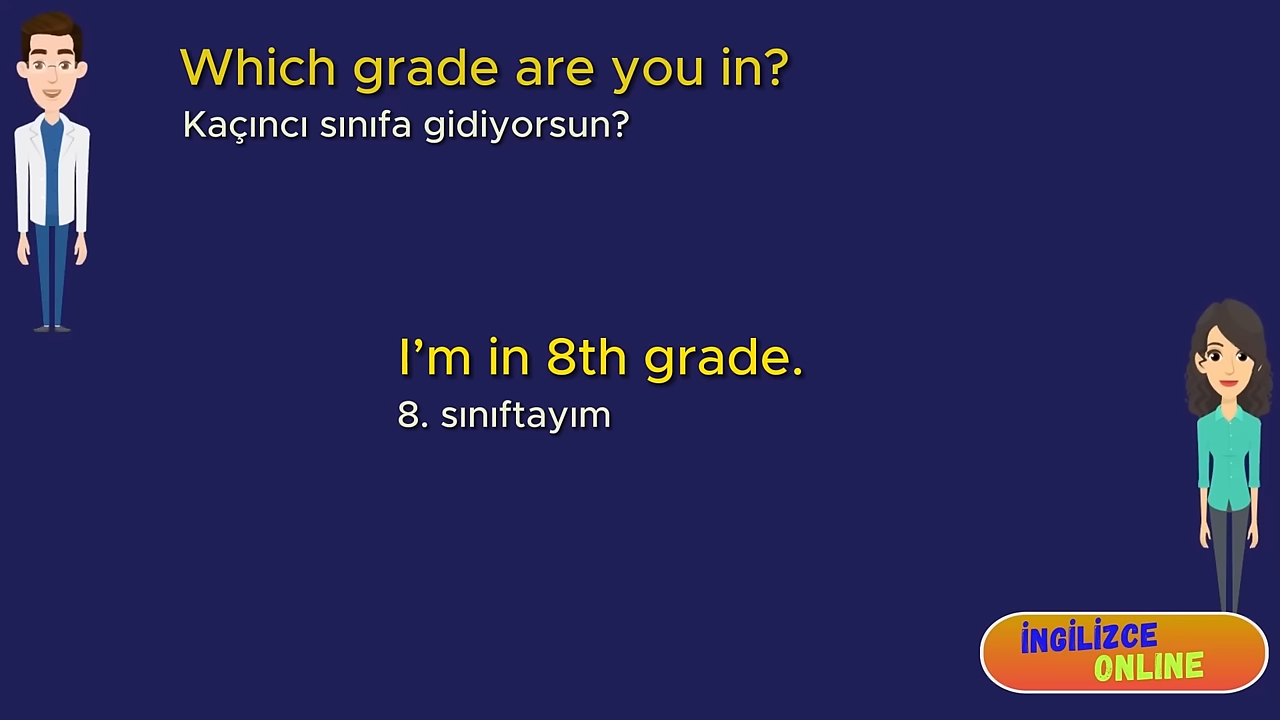 Which grade are you in?
Kaçıncı sınıfa gidiyorsun?
I’m in 8th grade.
8. sınıftayım
İNGİLİZCE
ONLINE